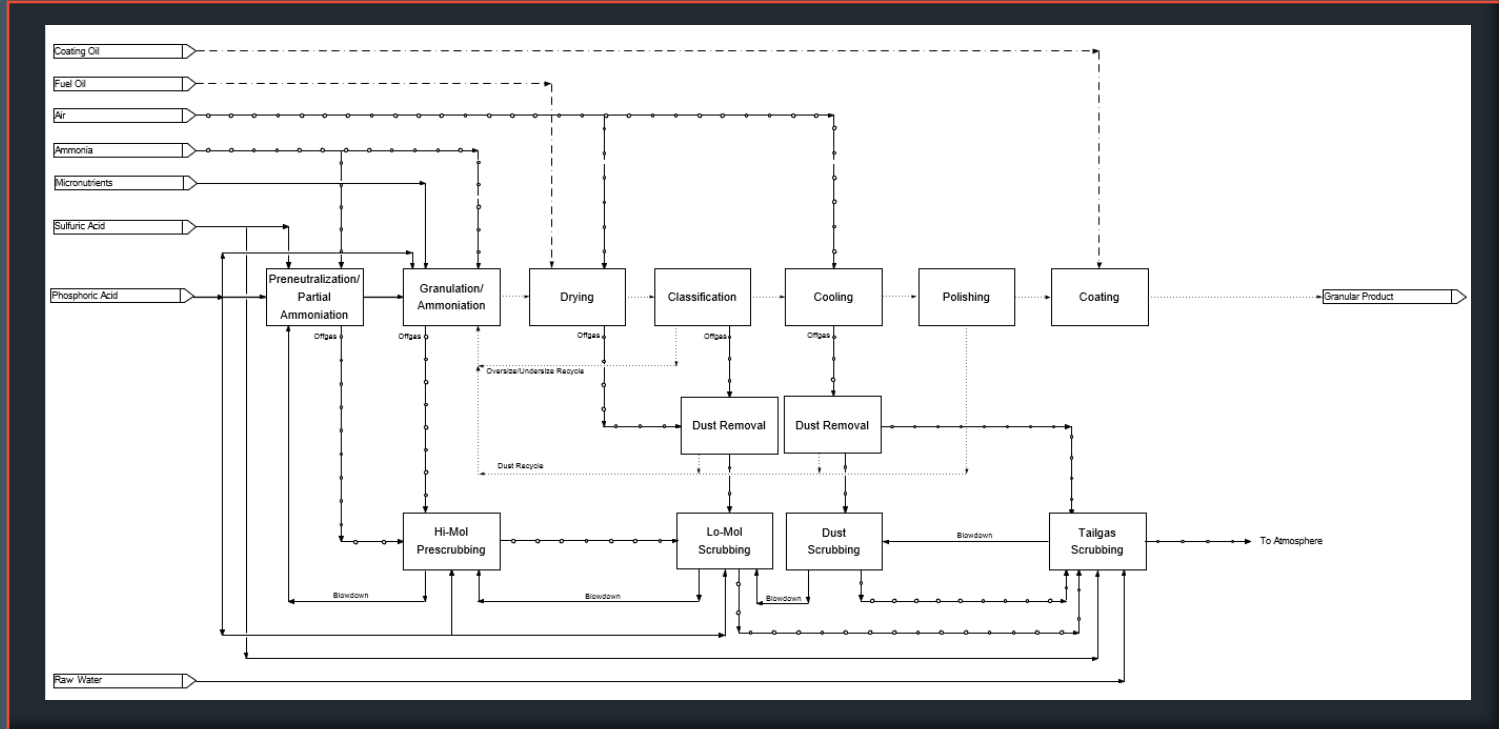 Coating Oil
Fuel Oil
Air
Ammonia
Micronutrients
Sulfuric Acid
Phosphoric Acid
Preneutralization/
Partial
Ammoniation
Granulation/
Ammoniation
Drying
Classification
Cooling
Polishing
Coating
Granular Product
Offgas
Offgas
Offgas
Offgas
Offgas
Oversize/Undersize Recycle
Dust Removal
Dust Removal
Dust Recycle
Hi-Mol
Prescrubbing
Lo-Mol
Scrubbing
Dust
Scrubbing
Blowdown
Tailgas
Scrubbing
To Atmosphere
Blowdown
Blowdown
Blowdown
Raw Water